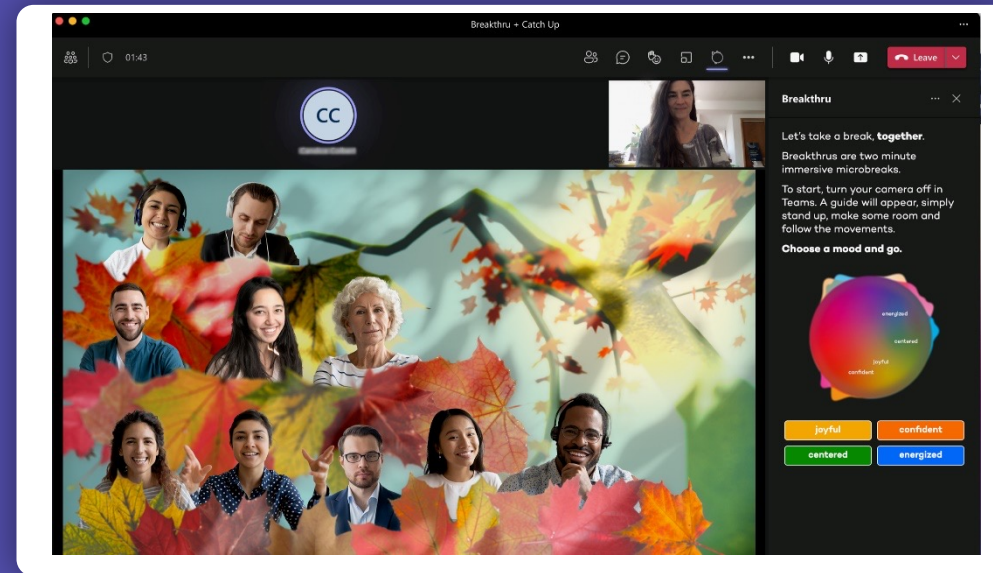 Breakthru + Catch Up
01:43
Leave
CC
Breakthru
Let's take a break, together.
Breakthrus are two minute
immersive microbreaks.
To start, turn your camera off in
Teams. A guide will appear, simply
stand up, make some room and
follow the movements.
Choose a mood and go.
energized
centered
joyful
confident
joyful
confident
centered
energized